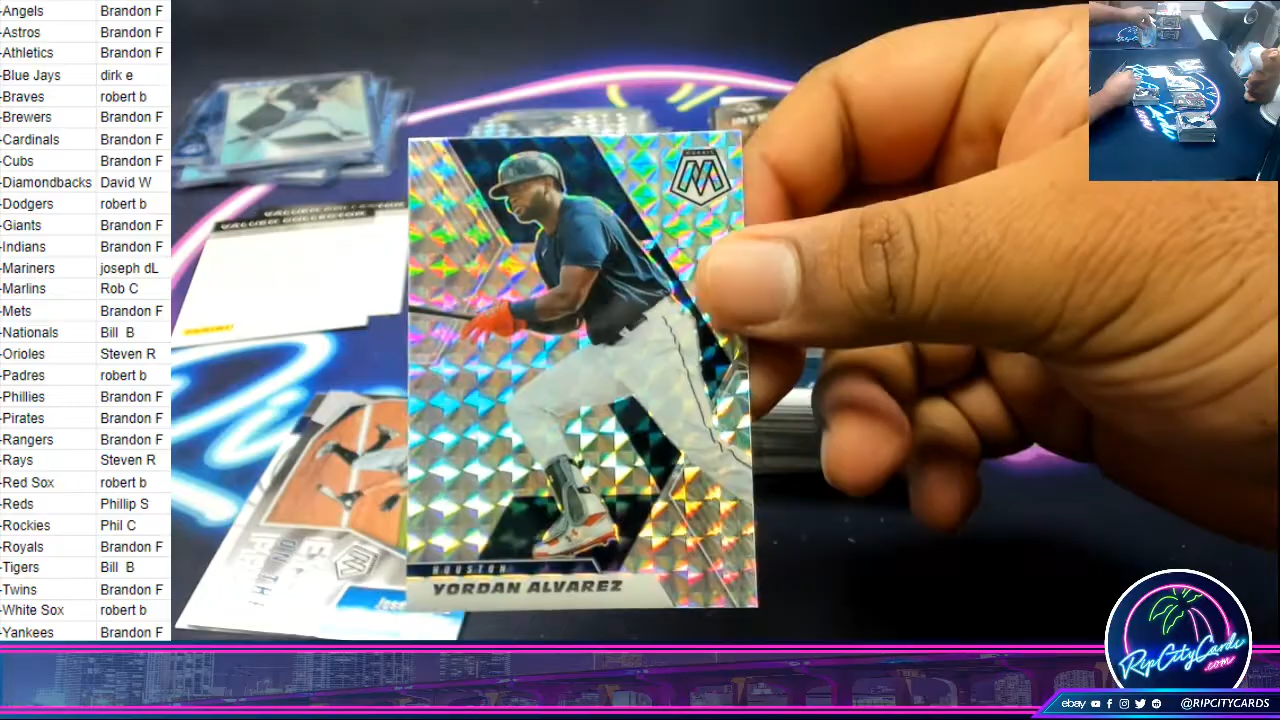 -Angels Brandon F
-Astros Brandon F
-Athletics Brandon F
-Blue Jays dirk e
-Braves robert b
-Brewers Brandon F
-Cardinals Brandon F
-Cubs Brandon F
-Diamondbacks David W
-Dodgers robert b
-Giants Brandon F
-Indians Brandon F
-Mariners joseph dL
-Marlins Rob C
-Mets Brandon F
-Nationals Bill B
-Orioles Steven R
-Padres robert b
-Phillies Brandon F
-Pirates Brandon F
-Rangers Brandon F
-Rays Steven R
-Red Sox robert b
-Reds Phillip S
-Rockies Phil C
-Royals Brandon F
-Tigers Bill B
-Twins Brandon F
-White Sox robert b
-Yankees Brandon F
MOSAIC
M
HOUSTON
YORDAN ALVAREZ
RipCityCards
.com
ebay @RIPCITYCARDS